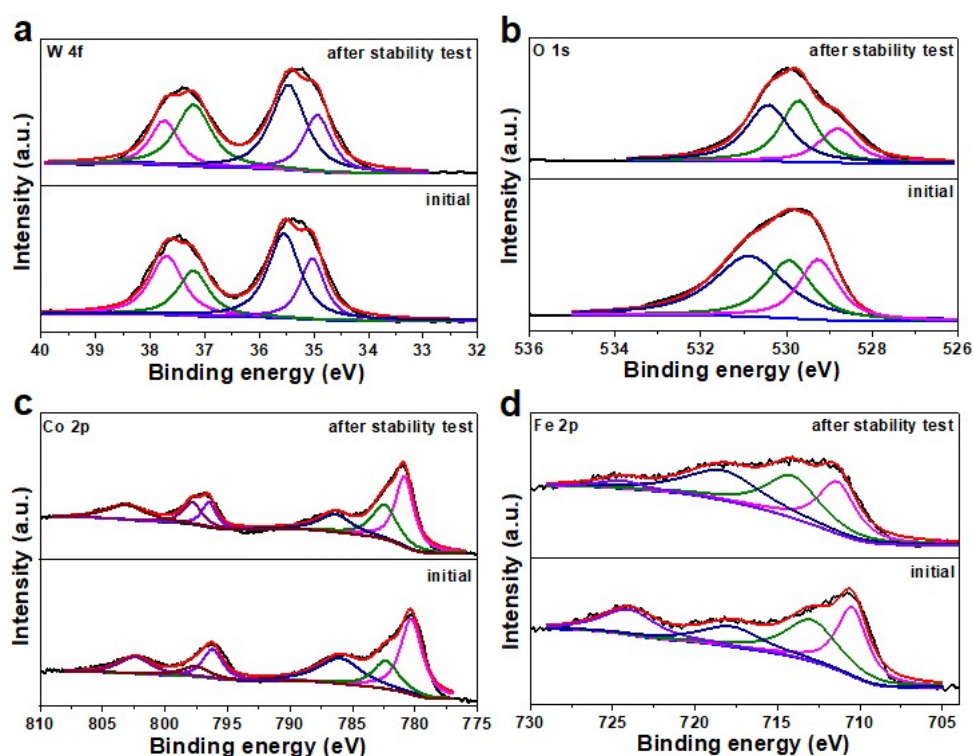 a
W 4f
after stability test
initial
Intensity (a.u.)
40 39 38 37 36 35 34 33 32
Binding energy (eV)
b
O 1s
after stability test
initial
Intensity (a.u.)
536 534 532 530 528 526
Binding energy (eV)
c
Co 2p
after stability test
initial
Intensity (a.u.)
810 805 800 795 790 785 780 775
Binding energy (eV)
d
Fe 2p
after stability test
initial
Intensity (a.u.)
730 725 720 715 710 705
Binding energy (eV)